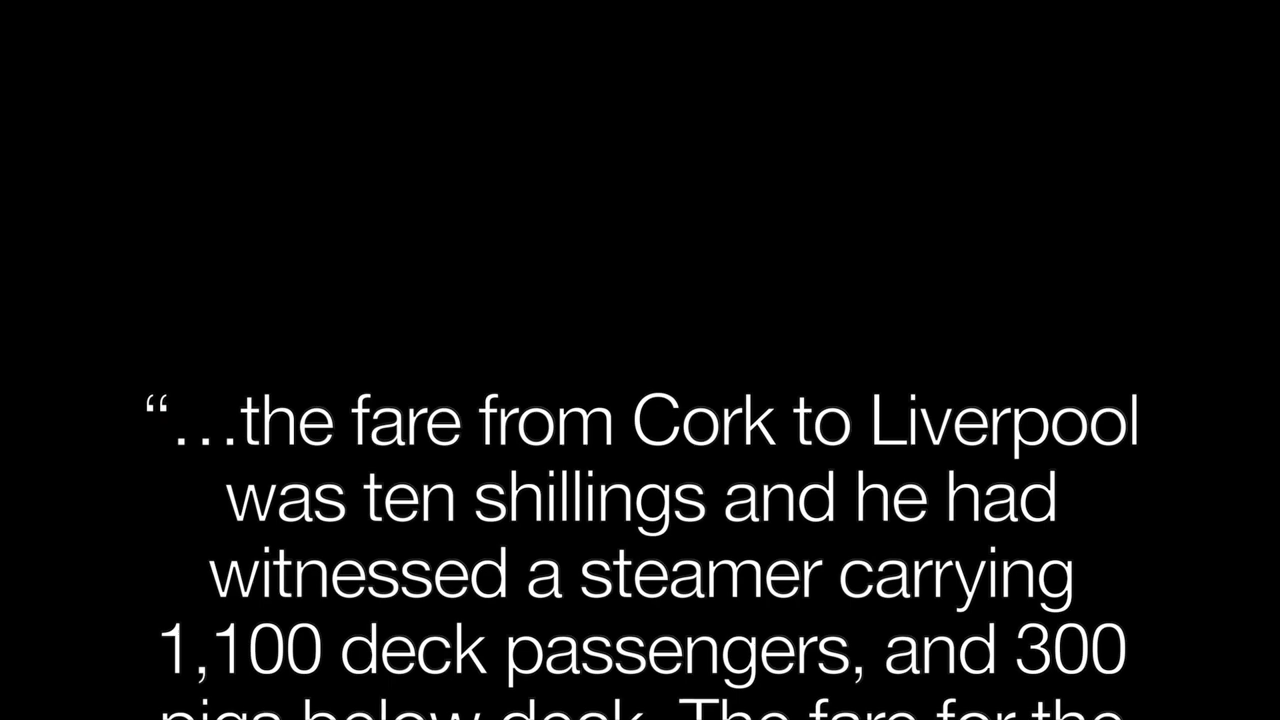 “…the fare from Cork to Liverpool
was ten shillings and he had
witnessed a steamer carrying
1,100 deck passengers, and 300
pigs below deck. The fare for the